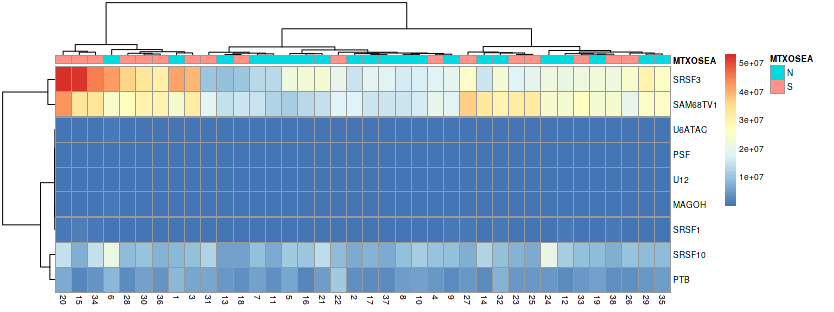 MTXOSEA
SRSF3
SAM68TV1
U6ATAC
PSF
U12
MAGOH
SRSF1
SRSF10
PTB
20 15 34 6 28 30 36 1 3 31 13 18 7 11 5 16 21 22 2 17 37 8 10 4 9 27 14 32 23 25 24 12 33 19 38 26 29 35
5e+07
4e+07
3e+07
2e+07
1e+07
MTXOSEA
N
S